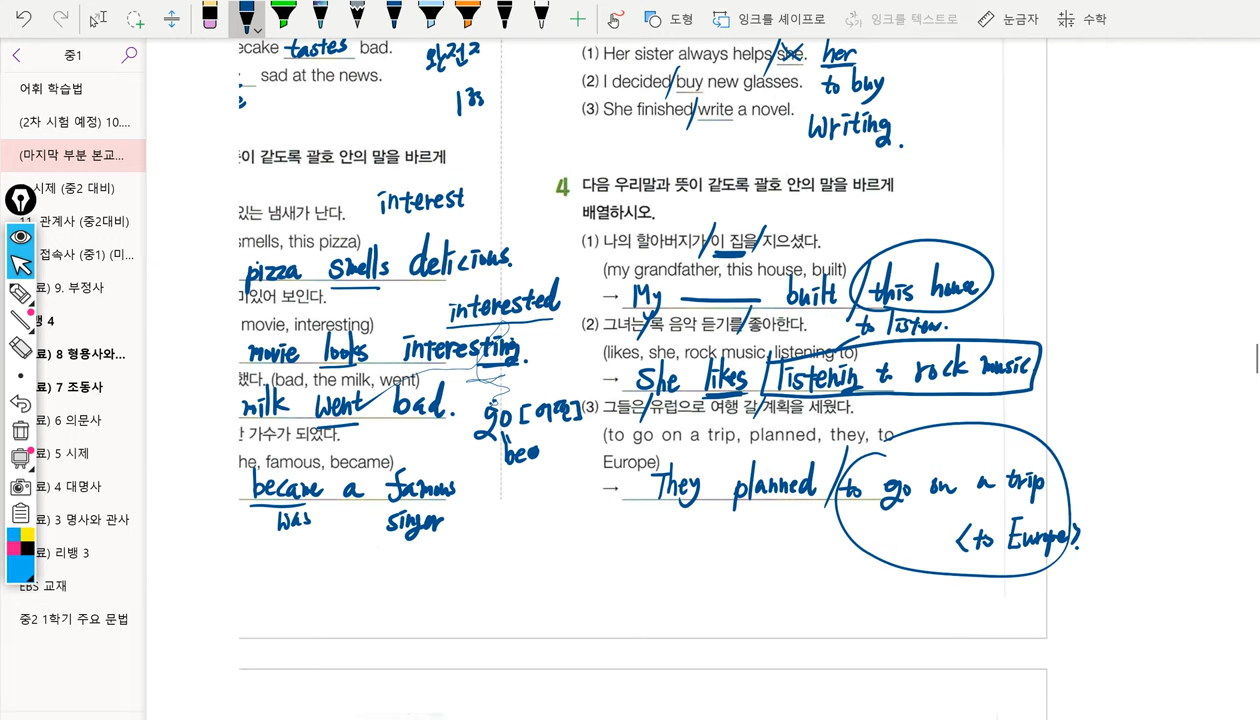 도형
잉크를 셰이프로
잉크를 텍스트로
눈금자
수학
중1
어휘 학습법
(2차 시험 예정) 10....
(마지막 부분 본교...
시제 (중2 대비)
11. 관계사 (중2대비)
접속사 (중1) (미...
료) 9. 부정사
뱅 4
료) 8 형용사와...
료) 7 조동사
료) 6 의문사
료) 5 시제
료) 4 대명사
료) 3 명사와 관사
료) 리뱅 3
EBS 교재
중2 1학기 주요 문법
ecake tastes bad.
sad at the news.
이 같도록 괄호 안의 말을 바르게
interest
있는 냄새가 난다.
smells, this pizza)
pizza smells delicious.
미있어 보인다.
interested
movie, interesting)
movie looks interesting.
했다. (bad, the milk, went)
milk went bad.
go
가수가 되었다.
he, famous, became)
became a famous
was singer
(1) Her sister always helps she. her
(2) I decided buy new glasses. to buy
(3) She finished write a novel. writing.
4 다음 우리말과 뜻이 같도록 괄호 안의 말을 바르게
배열하시오.
(1) 나의 할아버지가 이 집을 지으셨다.
(my grandfather, this house, built)
→ My built this house
(2) 그녀는 록 음악 듣기를 좋아한다.
to listen.
(likes, she, rock music, listening to)
→ She likes listening to rock music
(3) 그들은 유럽으로 여행 갈 계획을 세웠다.
(to go on a trip, planned, they, to
Europe)
→ They planned to go on a trip
(to Europe)